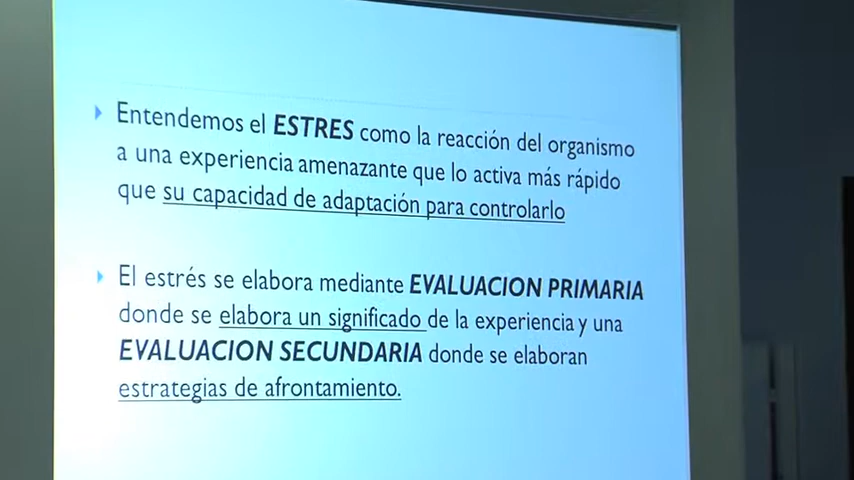 Entendemos el ESTRES como la reacción del organismo
a una experiencia amenazante que lo activa más rápido
que su capacidad de adaptación para controlarlo
El estrés se elabora mediante EVALUACION PRIMARIA
donde se elabora un significado de la experiencia y una
EVALUACION SECUNDARIA donde se elaboran
estrategias de afrontamiento.